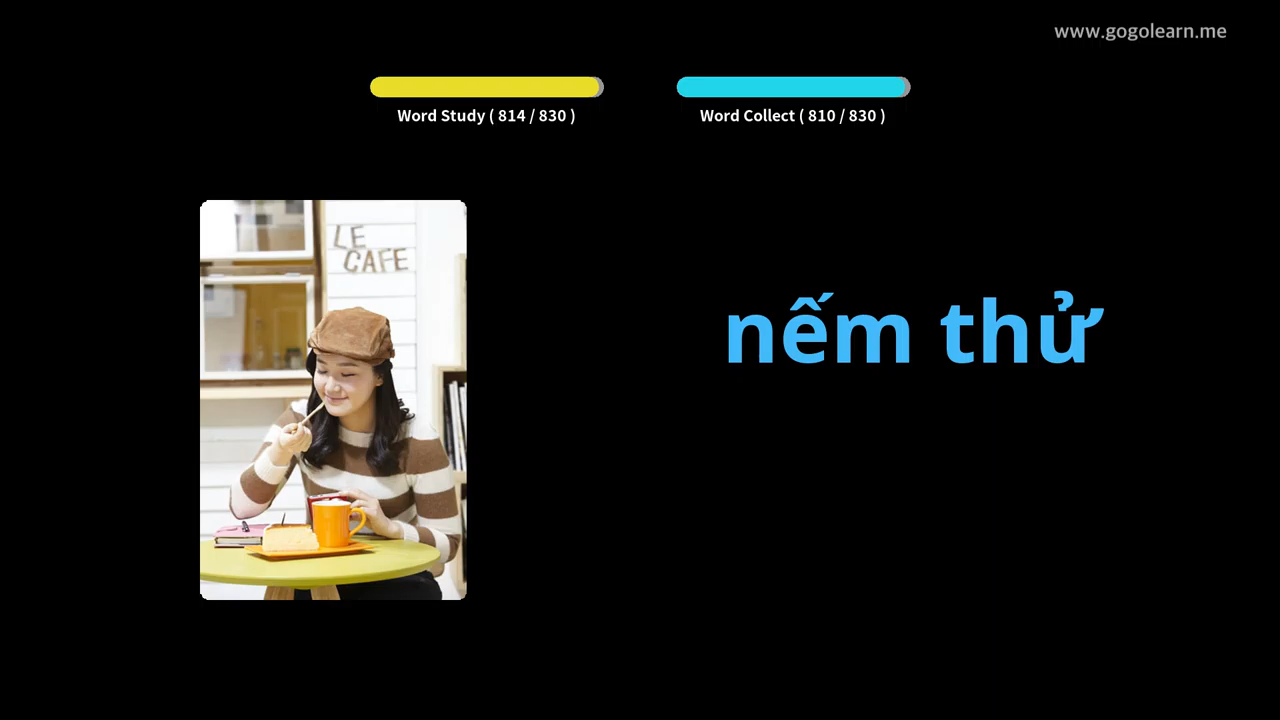 www.gogolearn.me
Word Study ( 814 / 830 )
Word Collect ( 810 / 830 )
LE
CAFE
nếm thử